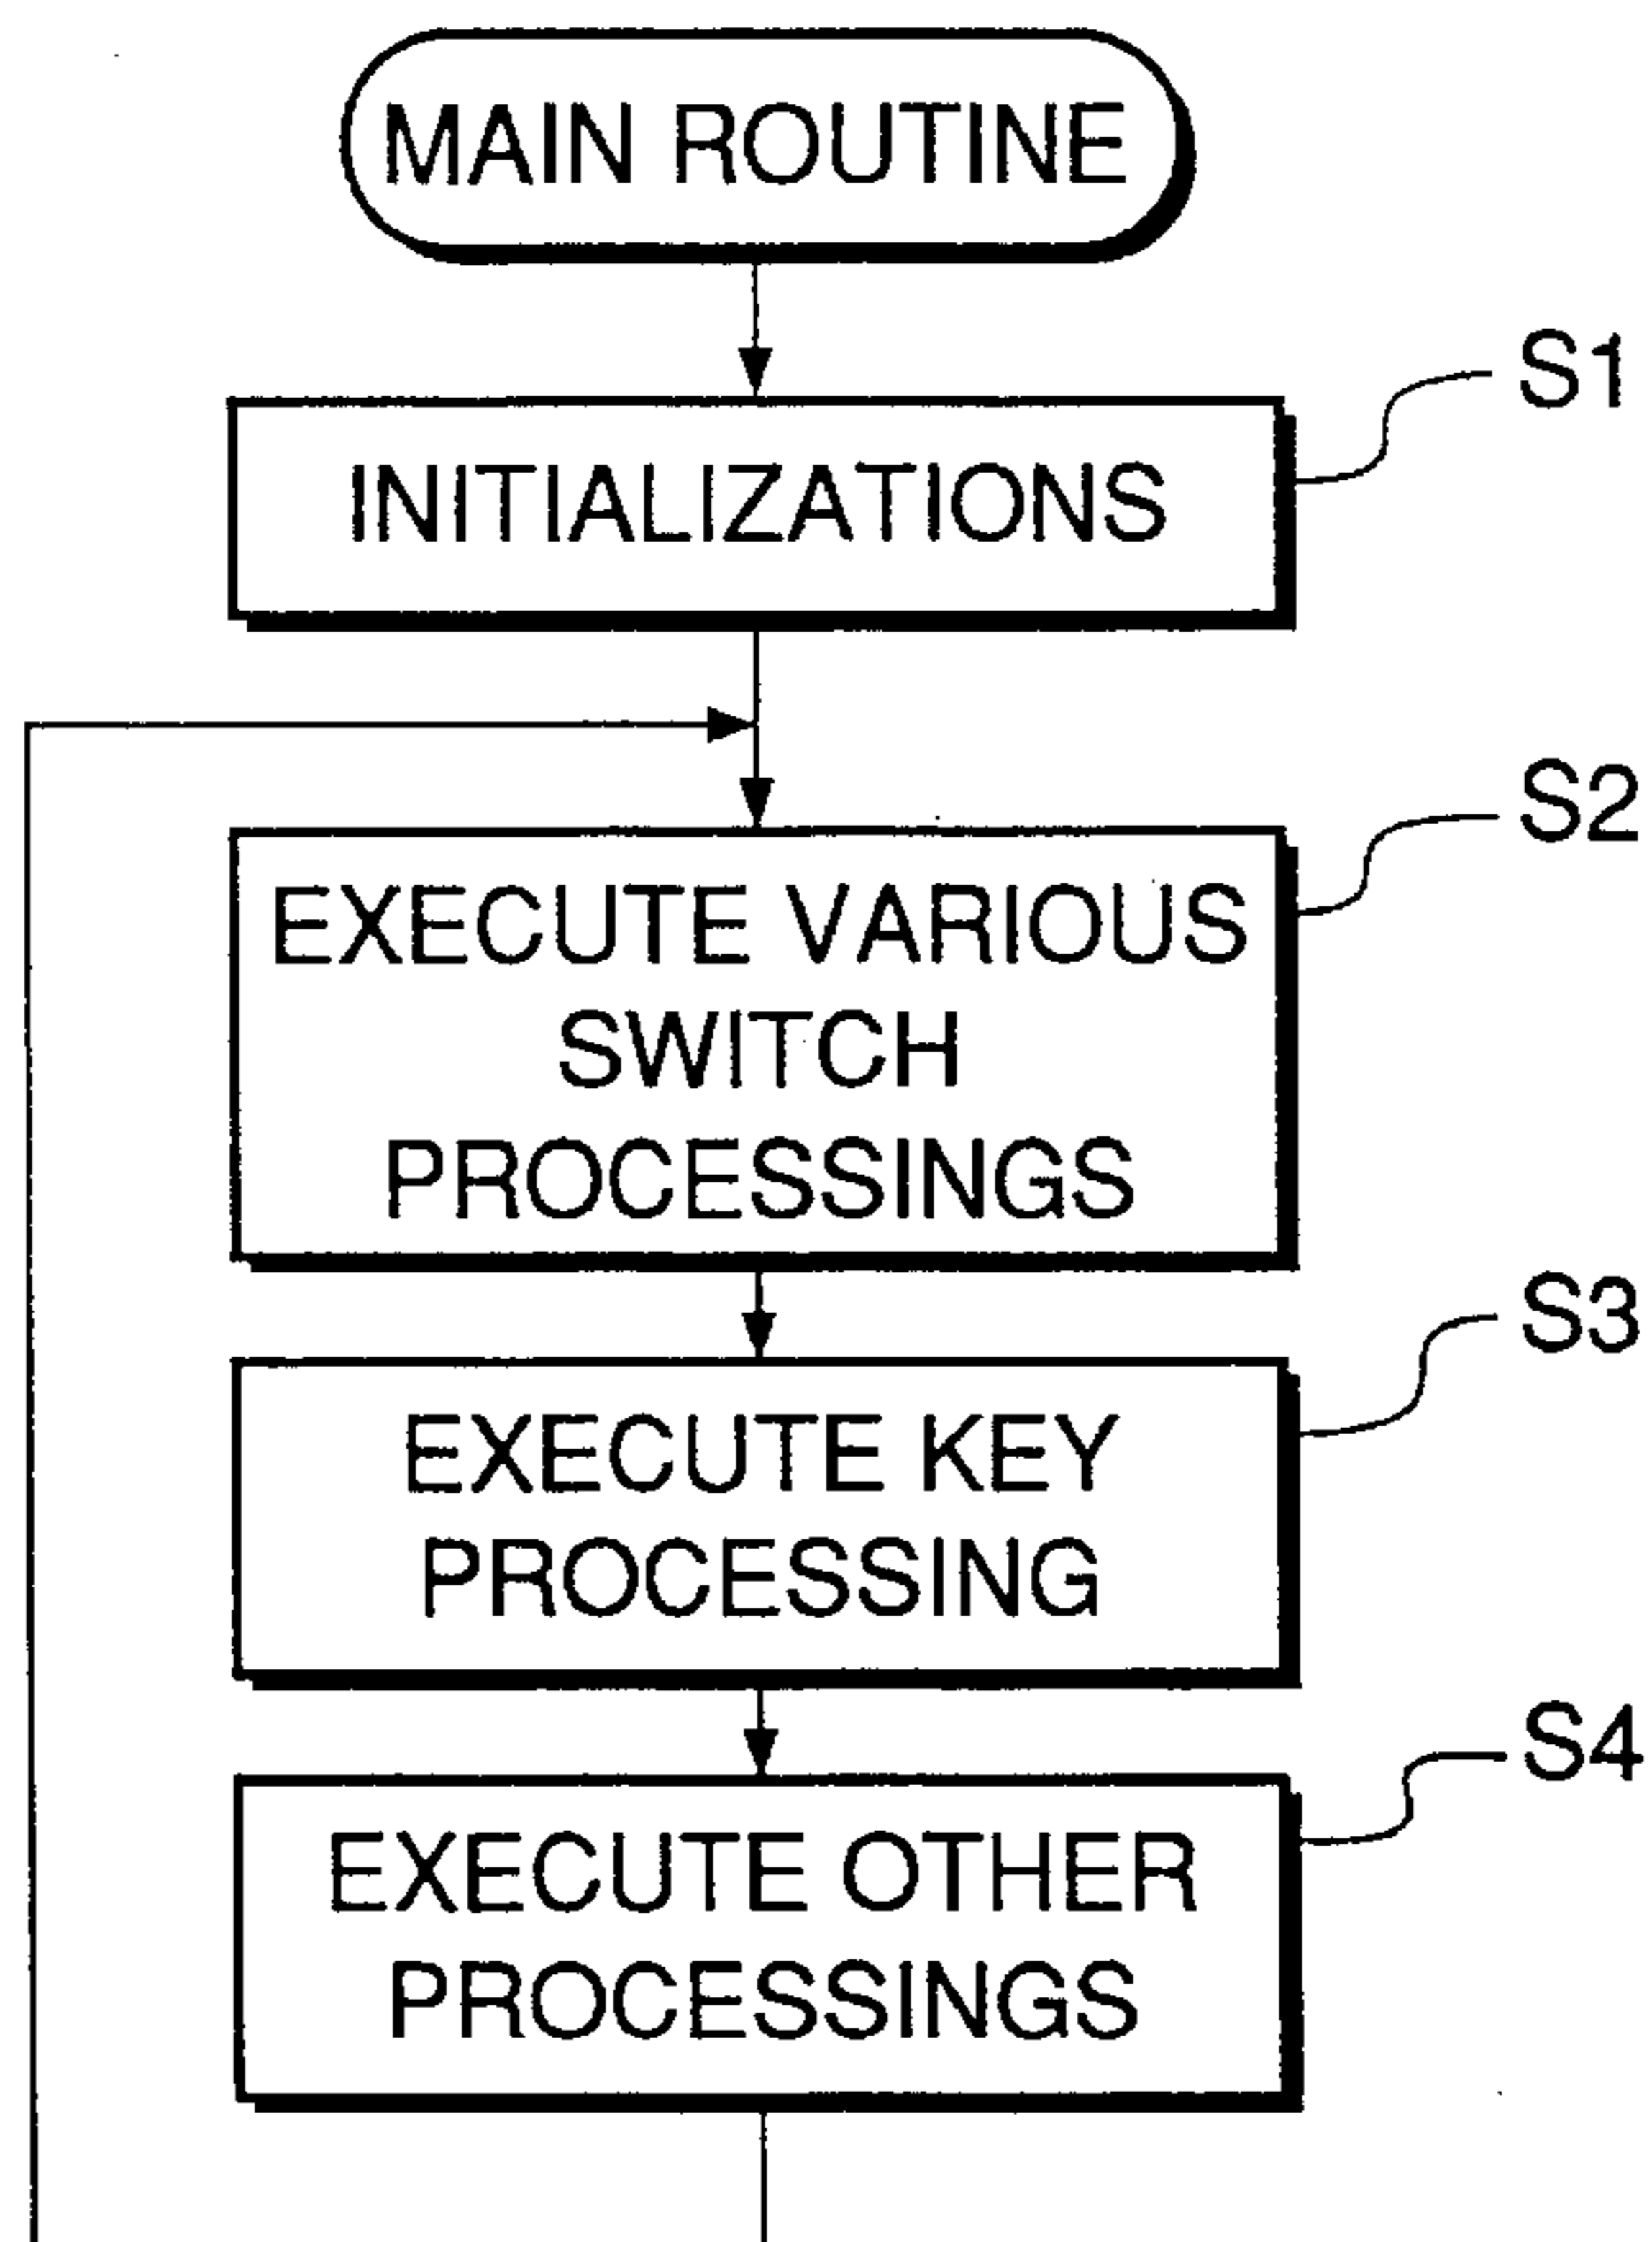 MAIN ROUTINE
S1
INITIALIZATIONS
S2
EXECUTE VARIOUS
SWITCH
PROCESSINGS
S3
EXECUTE KEY
PROCESSING
S4
EXECUTE OTHER
PROCESSINGS